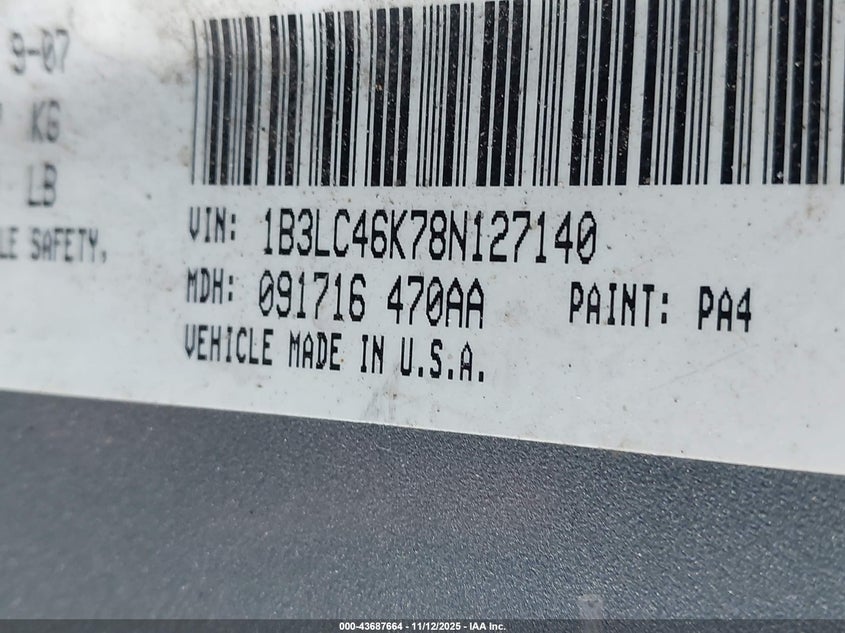 9-07
KG
LB
LE SAFETY,
VIN: 1B3LC46K78N127140
MDH: 091716 470AA PAINT: PA4
VEHICLE MADE IN U.S.A.
000-43687664 - 11/12/2025 - IAA Inc.